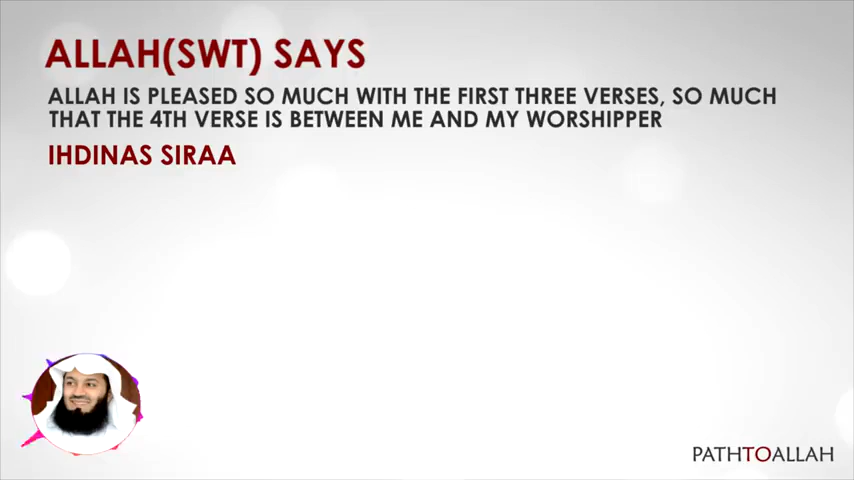 ALLAH(SWT) SAYS
ALLAH IS PLEASED SO MUCH WITH THE FIRST THREE VERSES, SO MUCH
THAT THE 4TH VERSE IS BETWEEN ME AND MY WORSHIPPER
IHDINAS SIRAA
PATHTOALLAH